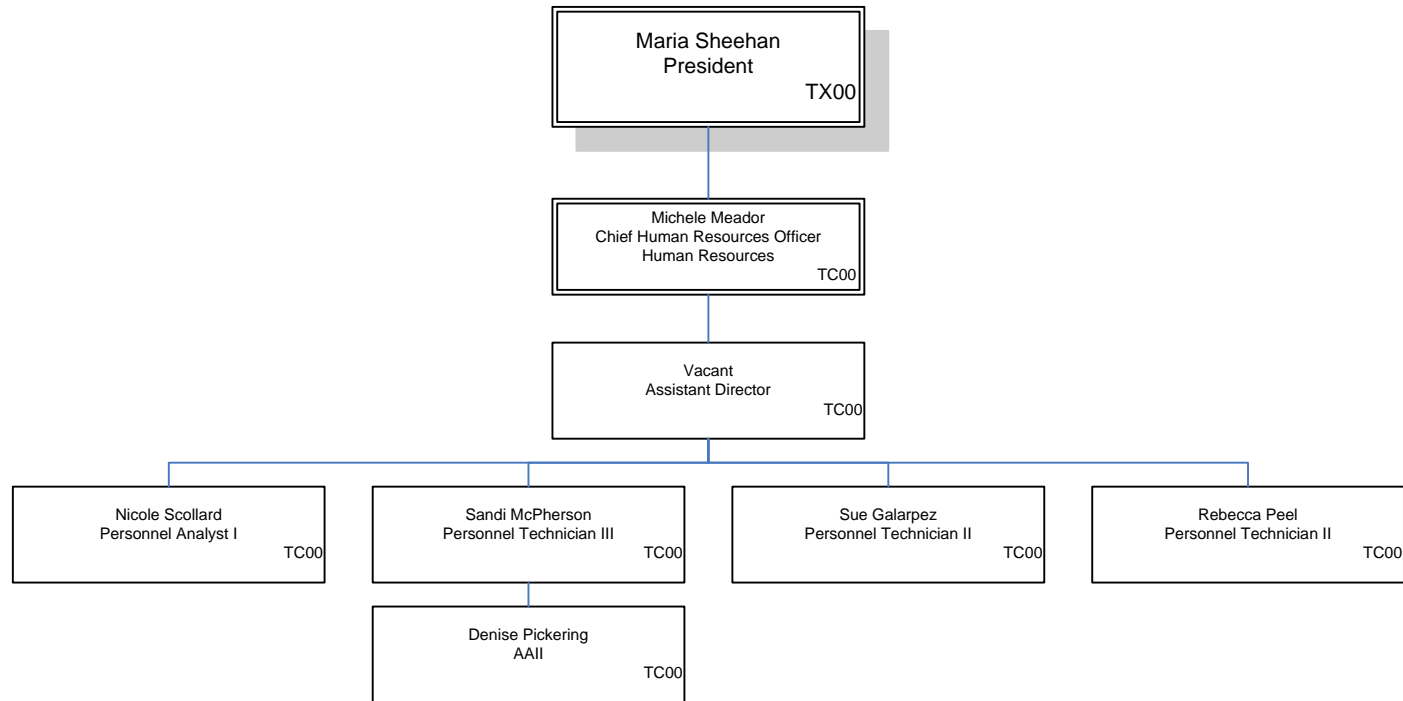 Maria Sheehan
President
TX00
Michele Meador
Chief Human Resources Officer
Human Resources
TC00
Vacant
Assistant Director
TC00
Nicole Scollard
Personnel Analyst I
TC00
Sandi McPherson
Personnel Technician III
TC00
Sue Galarpez
Personnel Technician II
TC00
Rebecca Peel
Personnel Technician II
TC00
Denise Pickering
AAII
TC00